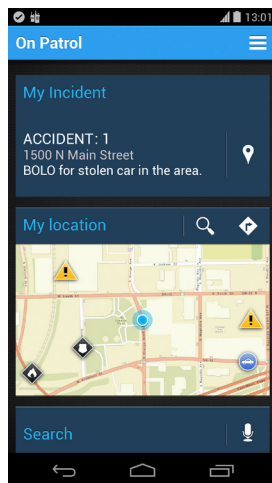 13:01
On Patrol
My Incident
ACCIDENT: 1
1500 N Main Street
BOLO for stolen car in the area.
My location
Search